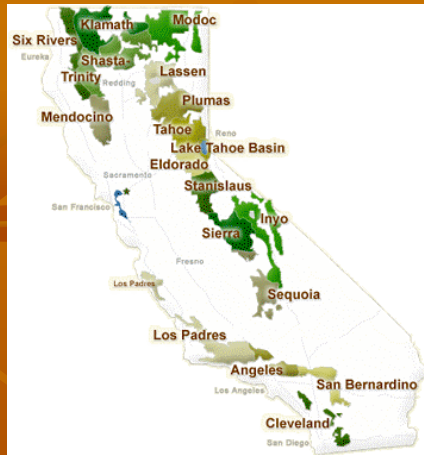 Klamath
Modoc
Six Rivers
Eureka
Shasta-
Trinity
Redding
Lassen
Mendocino
Plumas
Tahoe
Reno
Lake Tahoe Basin
Eldorado
Sacramento
Stanislaus
San Francisco
Inyo
Sierra
Fresno
Los Padres
Sequoia
Los Padres
Angeles
Los Angeles
San Bernardino
Cleveland
San Diego